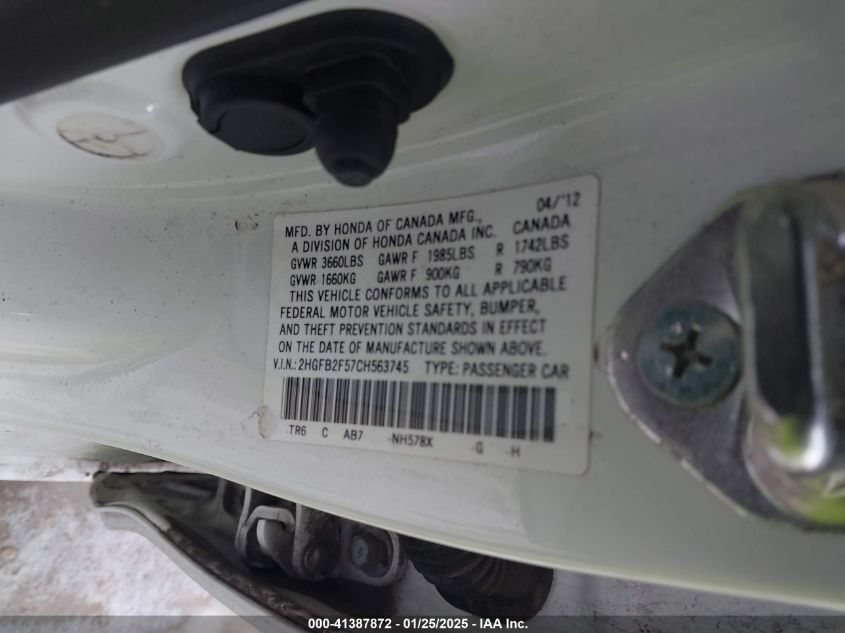 04/'12
MFD. BY HONDA OF CANADA MFG.,
A DIVISION OF HONDA CANADA INC. CANADA
GVWR 3660LBS GAWR F 1985LBS R 1742LBS
GVWR 1660KG GAWR F 900KG R 790KG
THIS VEHICLE CONFORMS TO ALL APPLICABLE
FEDERAL MOTOR VEHICLE SAFETY, BUMPER,
AND THEFT PREVENTION STANDARDS IN EFFECT
ON THE DATE OF MANUFACTURE SHOWN ABOVE.
V.I.N.: 2HGFB2F57CH563745 TYPE: PASSENGER CAR
TR6 C AB7 -NH578X -G -H
000-41387872 / 01/25/2025 - IAA Inc.